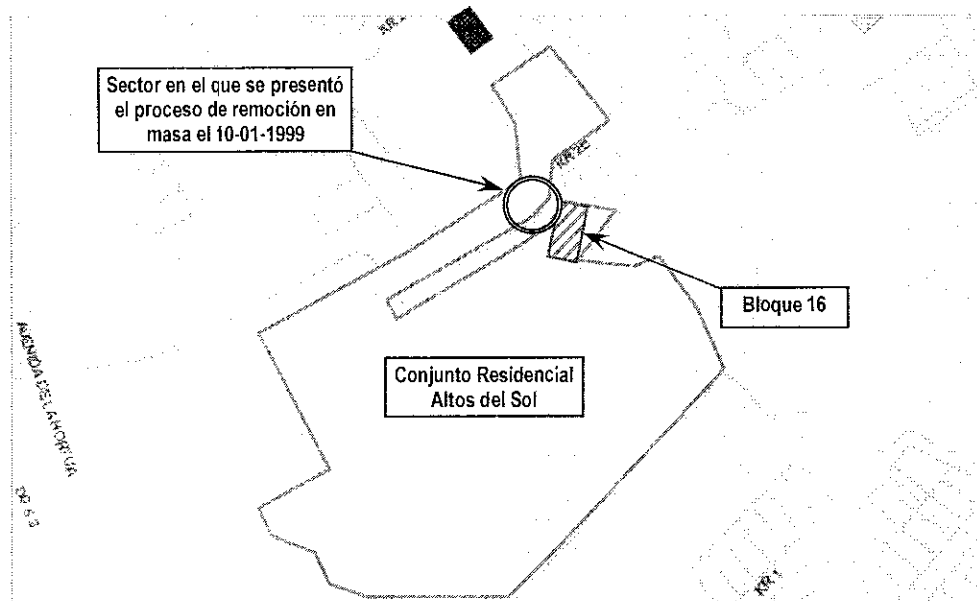 Sector en el que se presentó
el proceso de remoción en
masa el 10-01-1999
Bloque 16
Conjunto Residencial
Altos del Sol